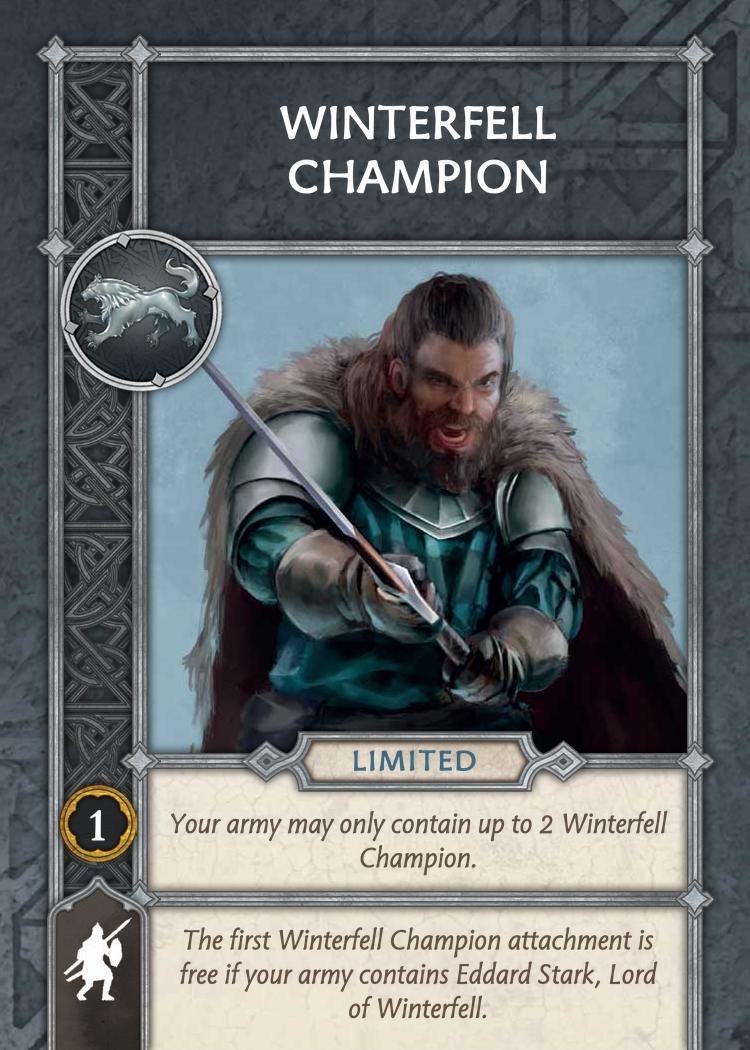 WINTERFELL
CHAMPION
LIMITED
1
Your army may only contain up to 2 Winterfell
Champion.
The first Winterfell Champion attachment is
free if your army contains Eddard Stark, Lord
of Winterfell.